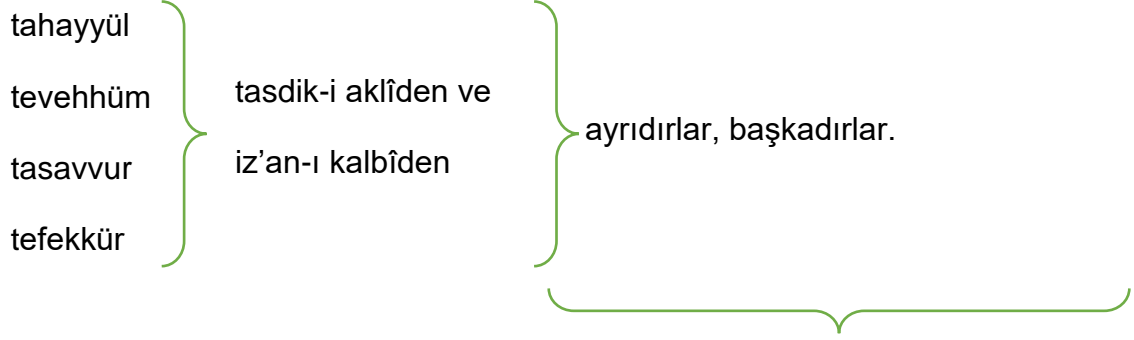 tahayyül
tevehhüm
tasavvur
tefekkür
tasdik-i aklîden ve
iz’an-ı kalbîden
ayrıdırlar, başkadırlar.